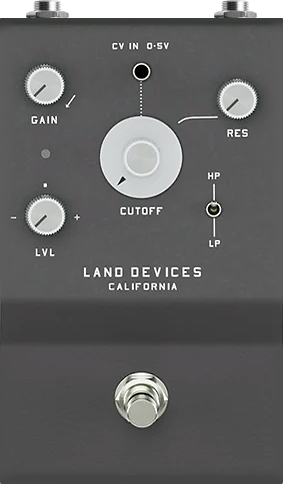 CV IN 0-5V
GAIN
RES
CUTOFF
HP
- +
LVL
LP
LAND DEVICES
CALIFORNIA